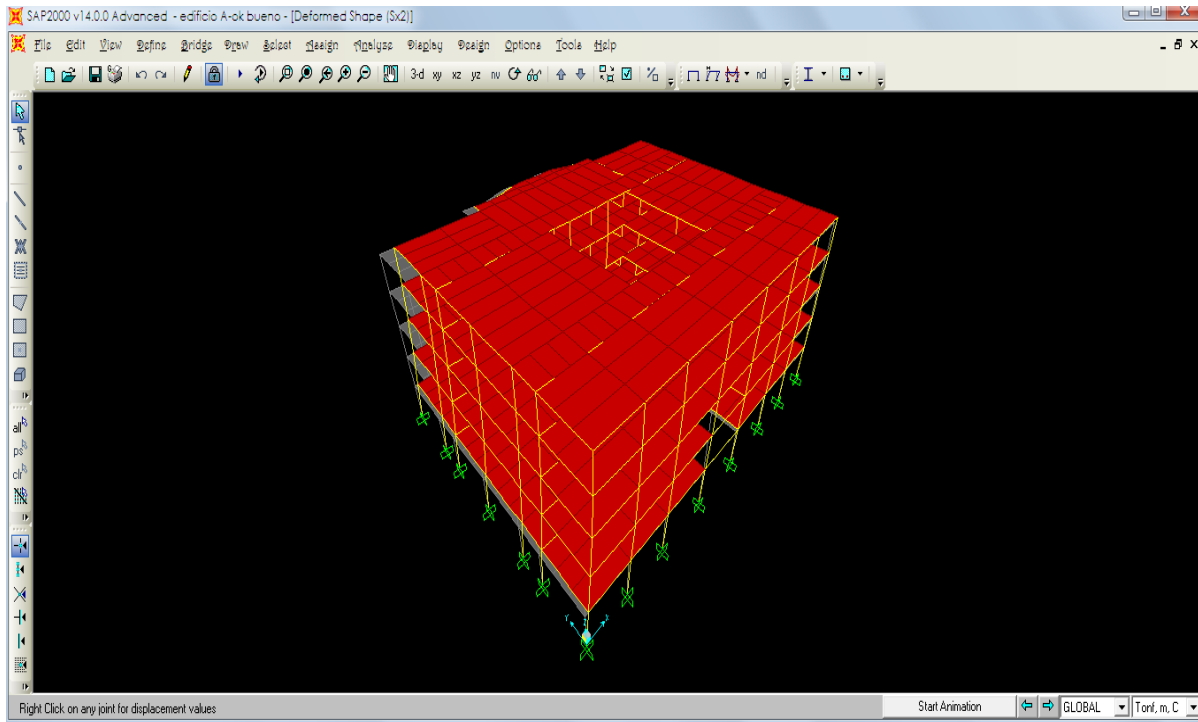 SAP2000 v14.0.0 Advanced - edificio A-ok bueno - [Deformed Shape (Sx2)]
File Edit View Define Bridge Draw Select Assign Analyze Display Design Options Tools Help
3-d xy xz yz nv nd
all
ps
clr
Y X
Right Click on any joint for displacement values Start Animation GLOBAL Tonf, m, C